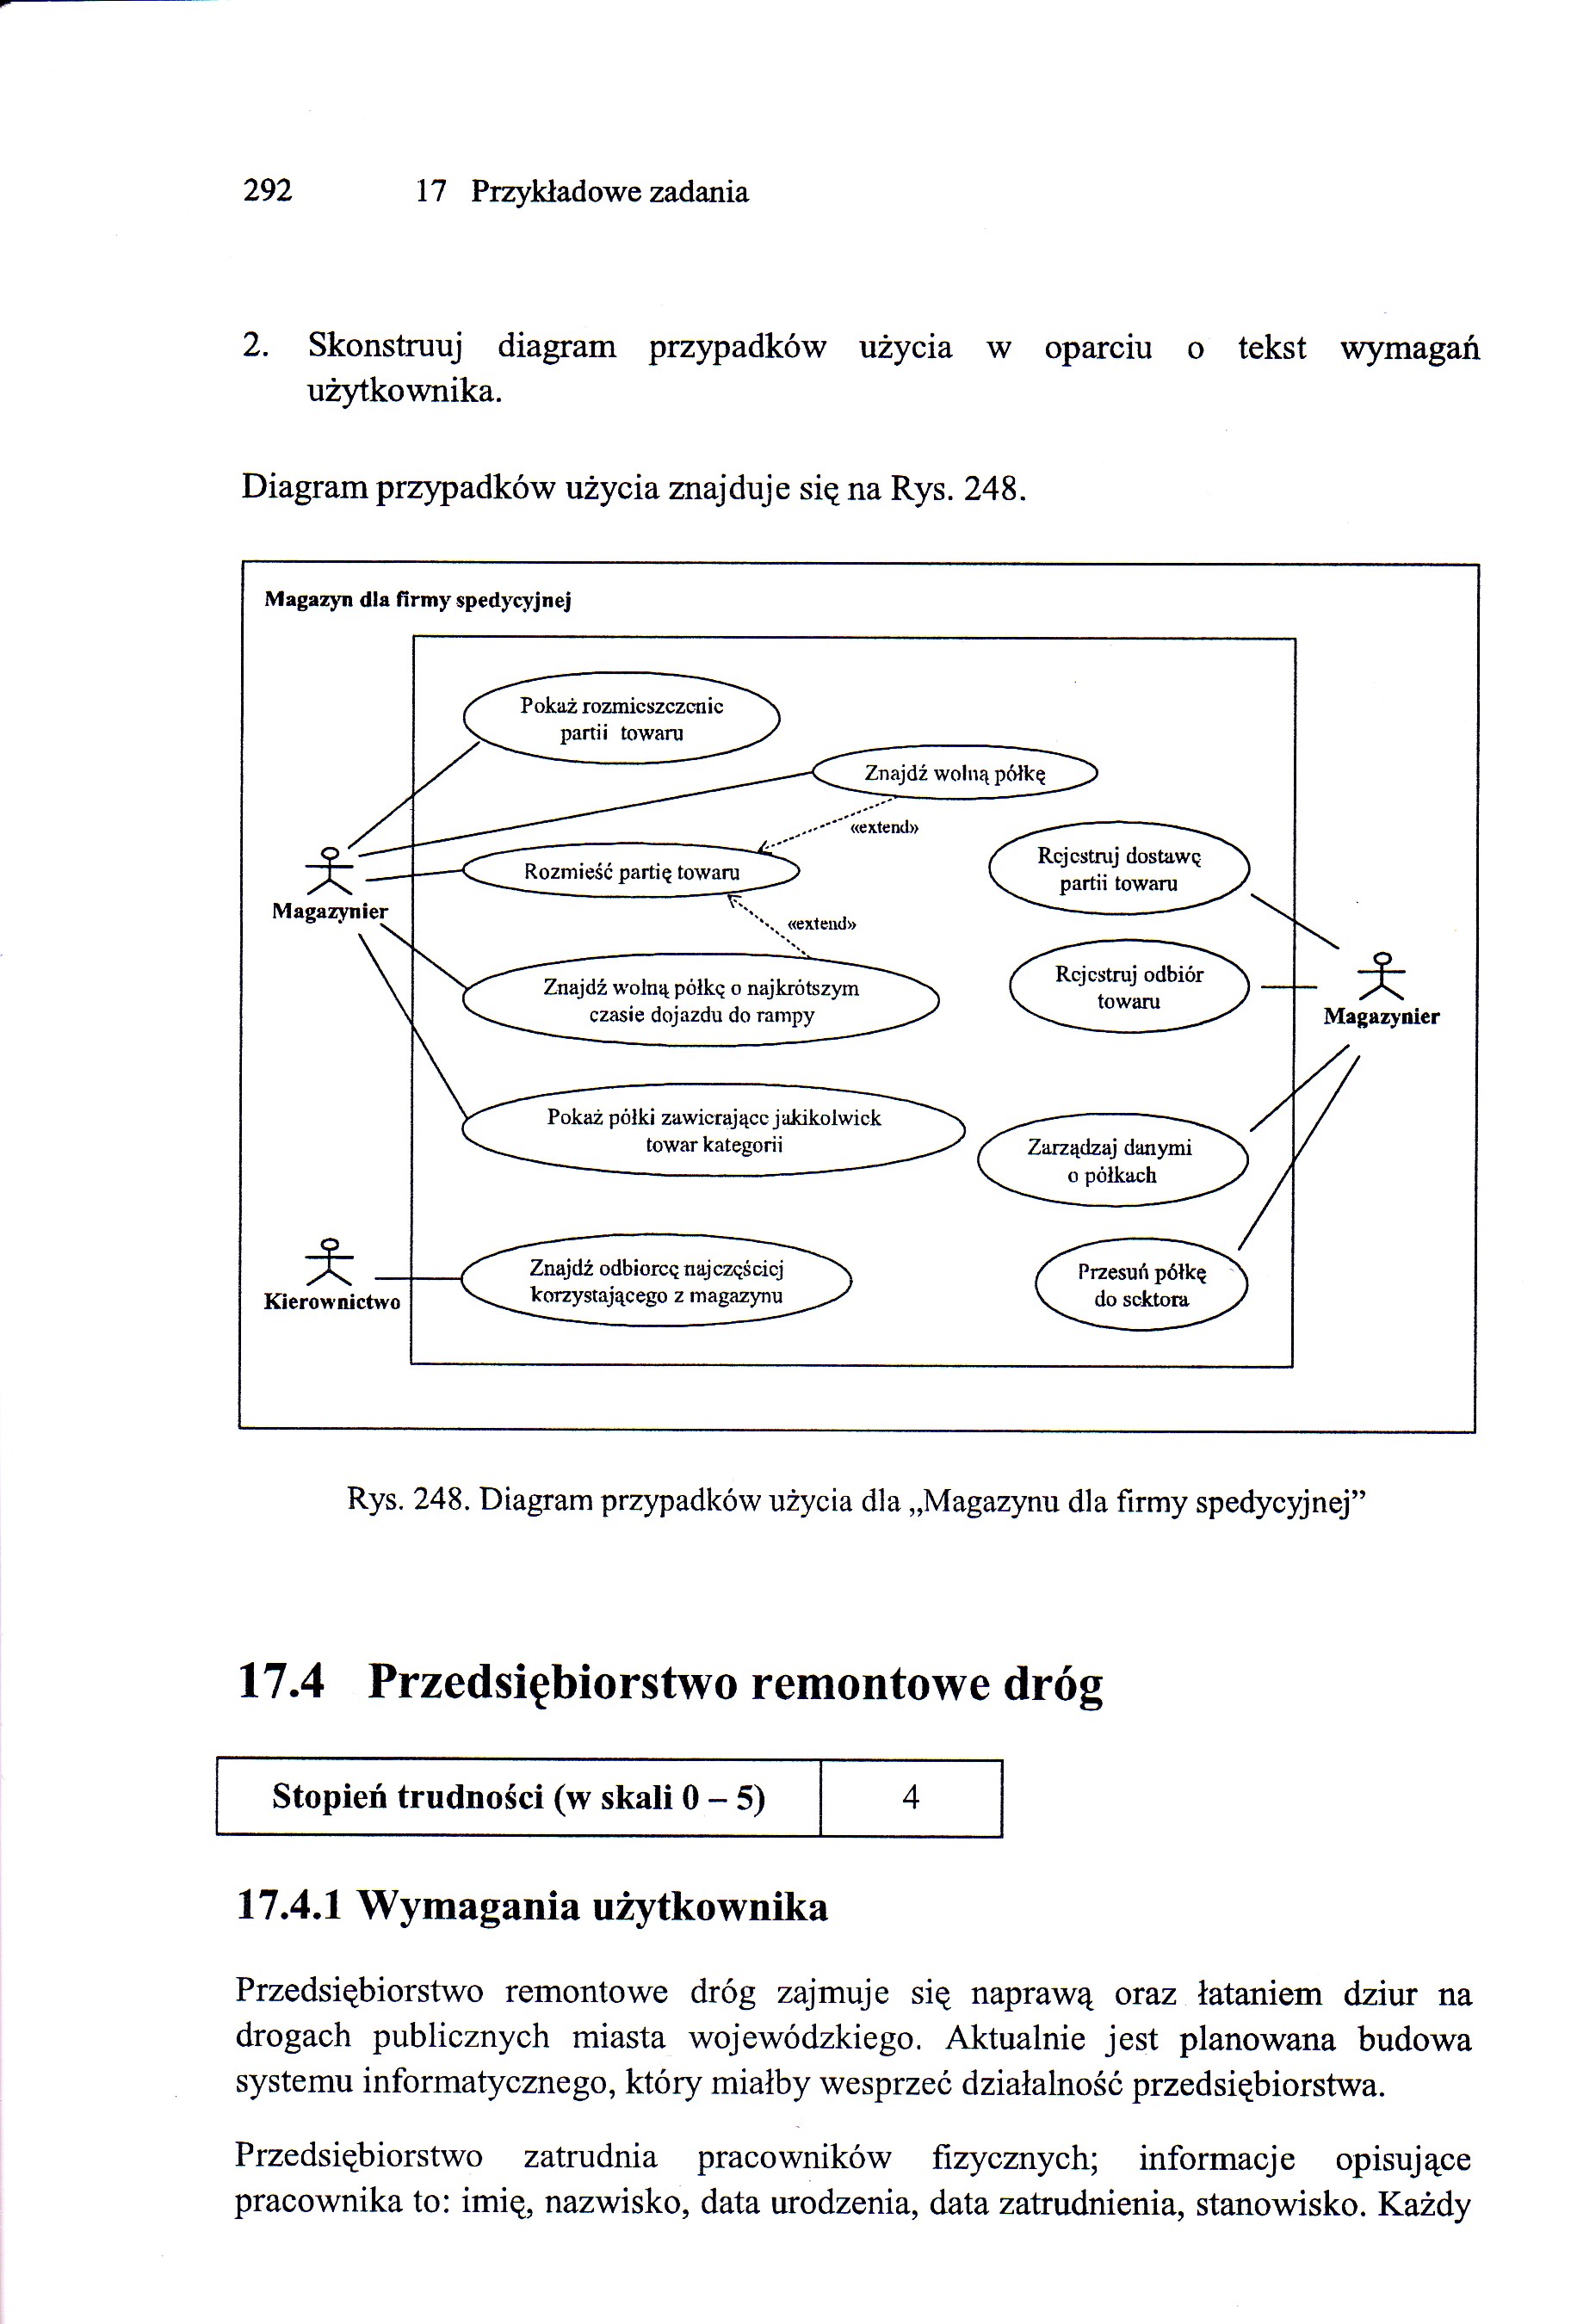 292 17 Przykładowe zadania
2. Skonstruuj diagram przypadków użycia w oparciu o tekst wymagań
użytkownika.
Diagram przypadków użycia znajduje się na Rys. 248.
Magazyn dla firmy spedycyjnej
Pokaż rozmieszczenie
partii towaru
Znajdź wolną półkę
«extend»
Rozmieść partię towaru
Rejestruj dostawę
partii towaru
Magazynier
«extend»
Znajdź wolną półkę o najkrótszym
czasie dojazdu do rampy
Rejestruj odbiór
towaru
Magazynier
Pokaż półki zawierające jakikolwiek
towar kategorii
Zarządzaj danymi
o półkach
Kierownictwo
Znajdź odbiorcę najczęściej
korzystającego z magazynu
Przesuń półkę
do sektora
Rys. 248. Diagram przypadków użycia dla „Magazynu dla firmy spedycyjnej”
17.4 Przedsiębiorstwo remontowe dróg
Stopień trudności (w skali 0 – 5) 4
17.4.1 Wymagania użytkownika
Przedsiębiorstwo remontowe dróg zajmuje się naprawą oraz łataniem dziur na
drogach publicznych miasta wojewódzkiego. Aktualnie jest planowana budowa
systemu informatycznego, który miałby wesprzeć działalność przedsiębiorstwa.
Przedsiębiorstwo zatrudnia pracowników fizycznych; informacje opisujące
pracownika to: imię, nazwisko, data urodzenia, data zatrudnienia, stanowisko. Każdy